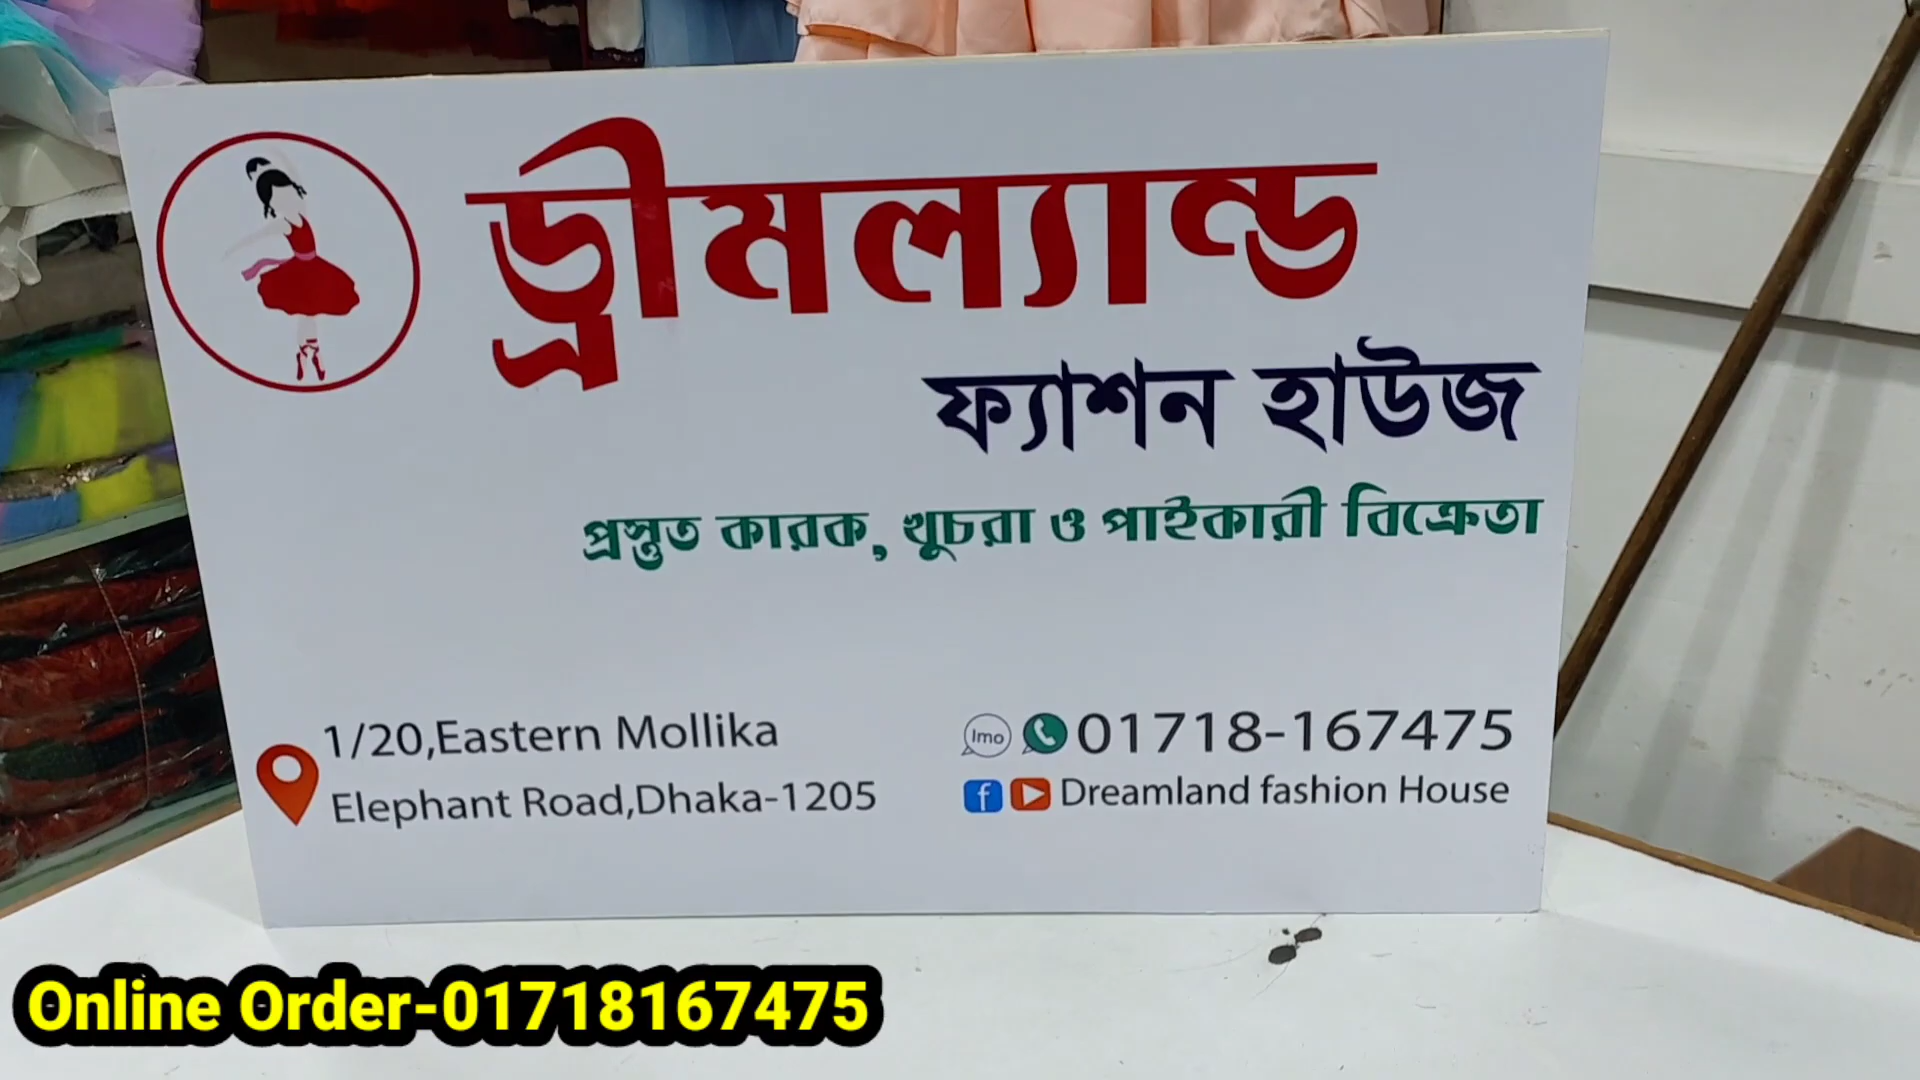 ড্রীমল্যান্ড
ফ্যাশন হাউজ
প্রস্তুত কারক, খুচরা ও পাইকারী বিক্রেতা
1/20,Eastern Mollika
Elephant Road,Dhaka-1205
Imo 01718-167475
f Dreamland fashion House
Online Order-01718167475